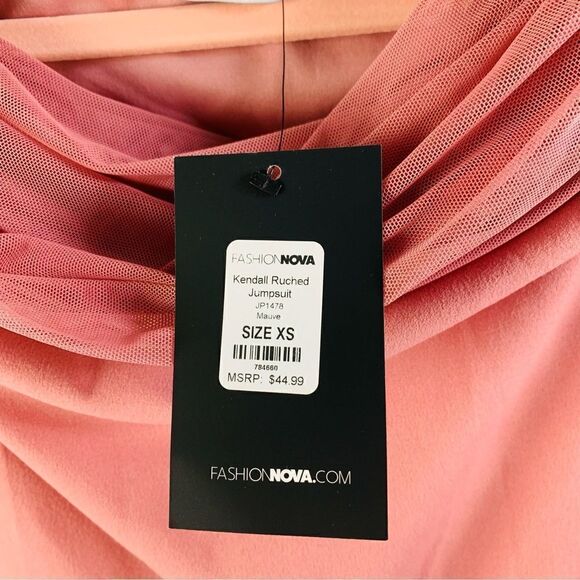 FASHIONNOVA
Kendall Ruched
Jumpsuit
JP1478
Mauve
SIZE XS
784660
MSRP: $44.99
FASHIONNOVA.COM